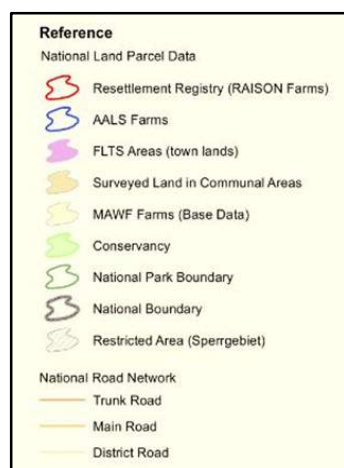 Reference
National Land Parcel Data
Resettlement Registry (RAISON Farms)
AALS Farms
FLTS Areas (town lands)
Surveyed Land in Communal Areas
MAWF Farms (Base Data)
Conservancy
National Park Boundary
National Boundary
Restricted Area (Sperrgebiet)
National Road Network
Trunk Road
Main Road
District Road